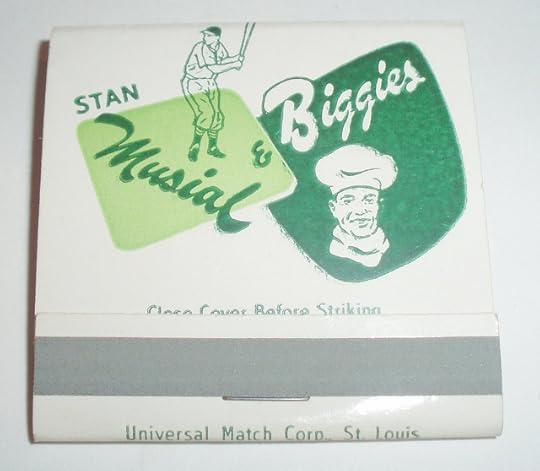 STAN
Musial
&
Biggies
Close Cover Before Striking
Universal Match Corp., St. Louis